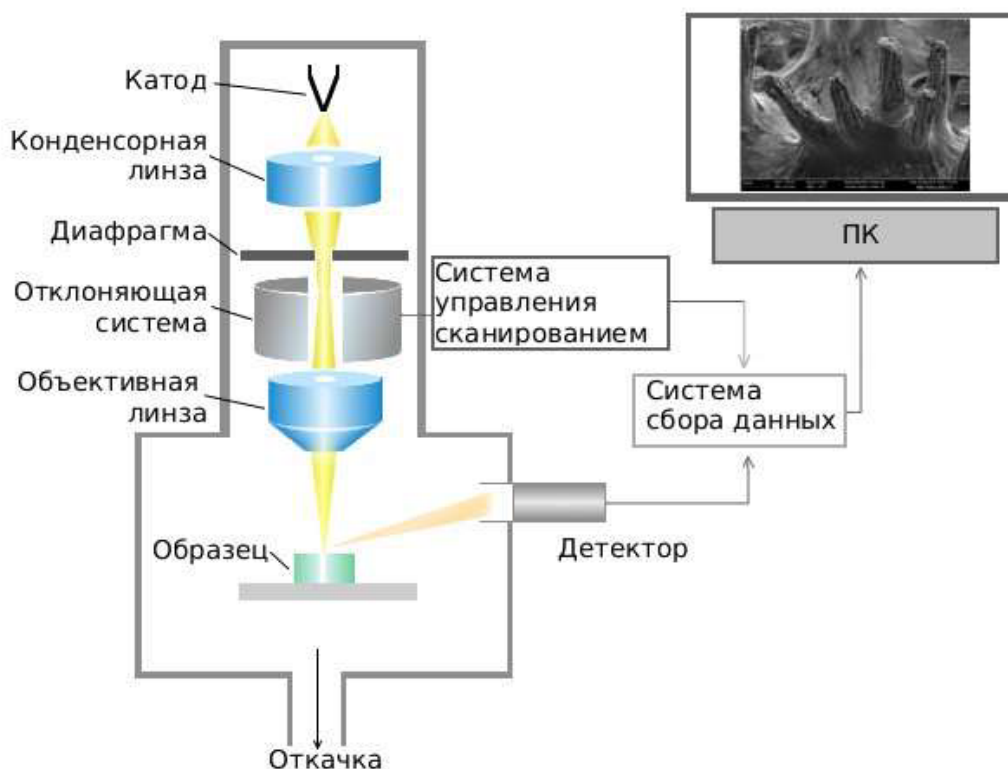 Катод
Конденсорная
линза
Диафрагма
Отклоняющая
система
Объективная
линза
Образец
Откачка
Система
управления
сканированием
Система
сбора данных
Детектор
ПК